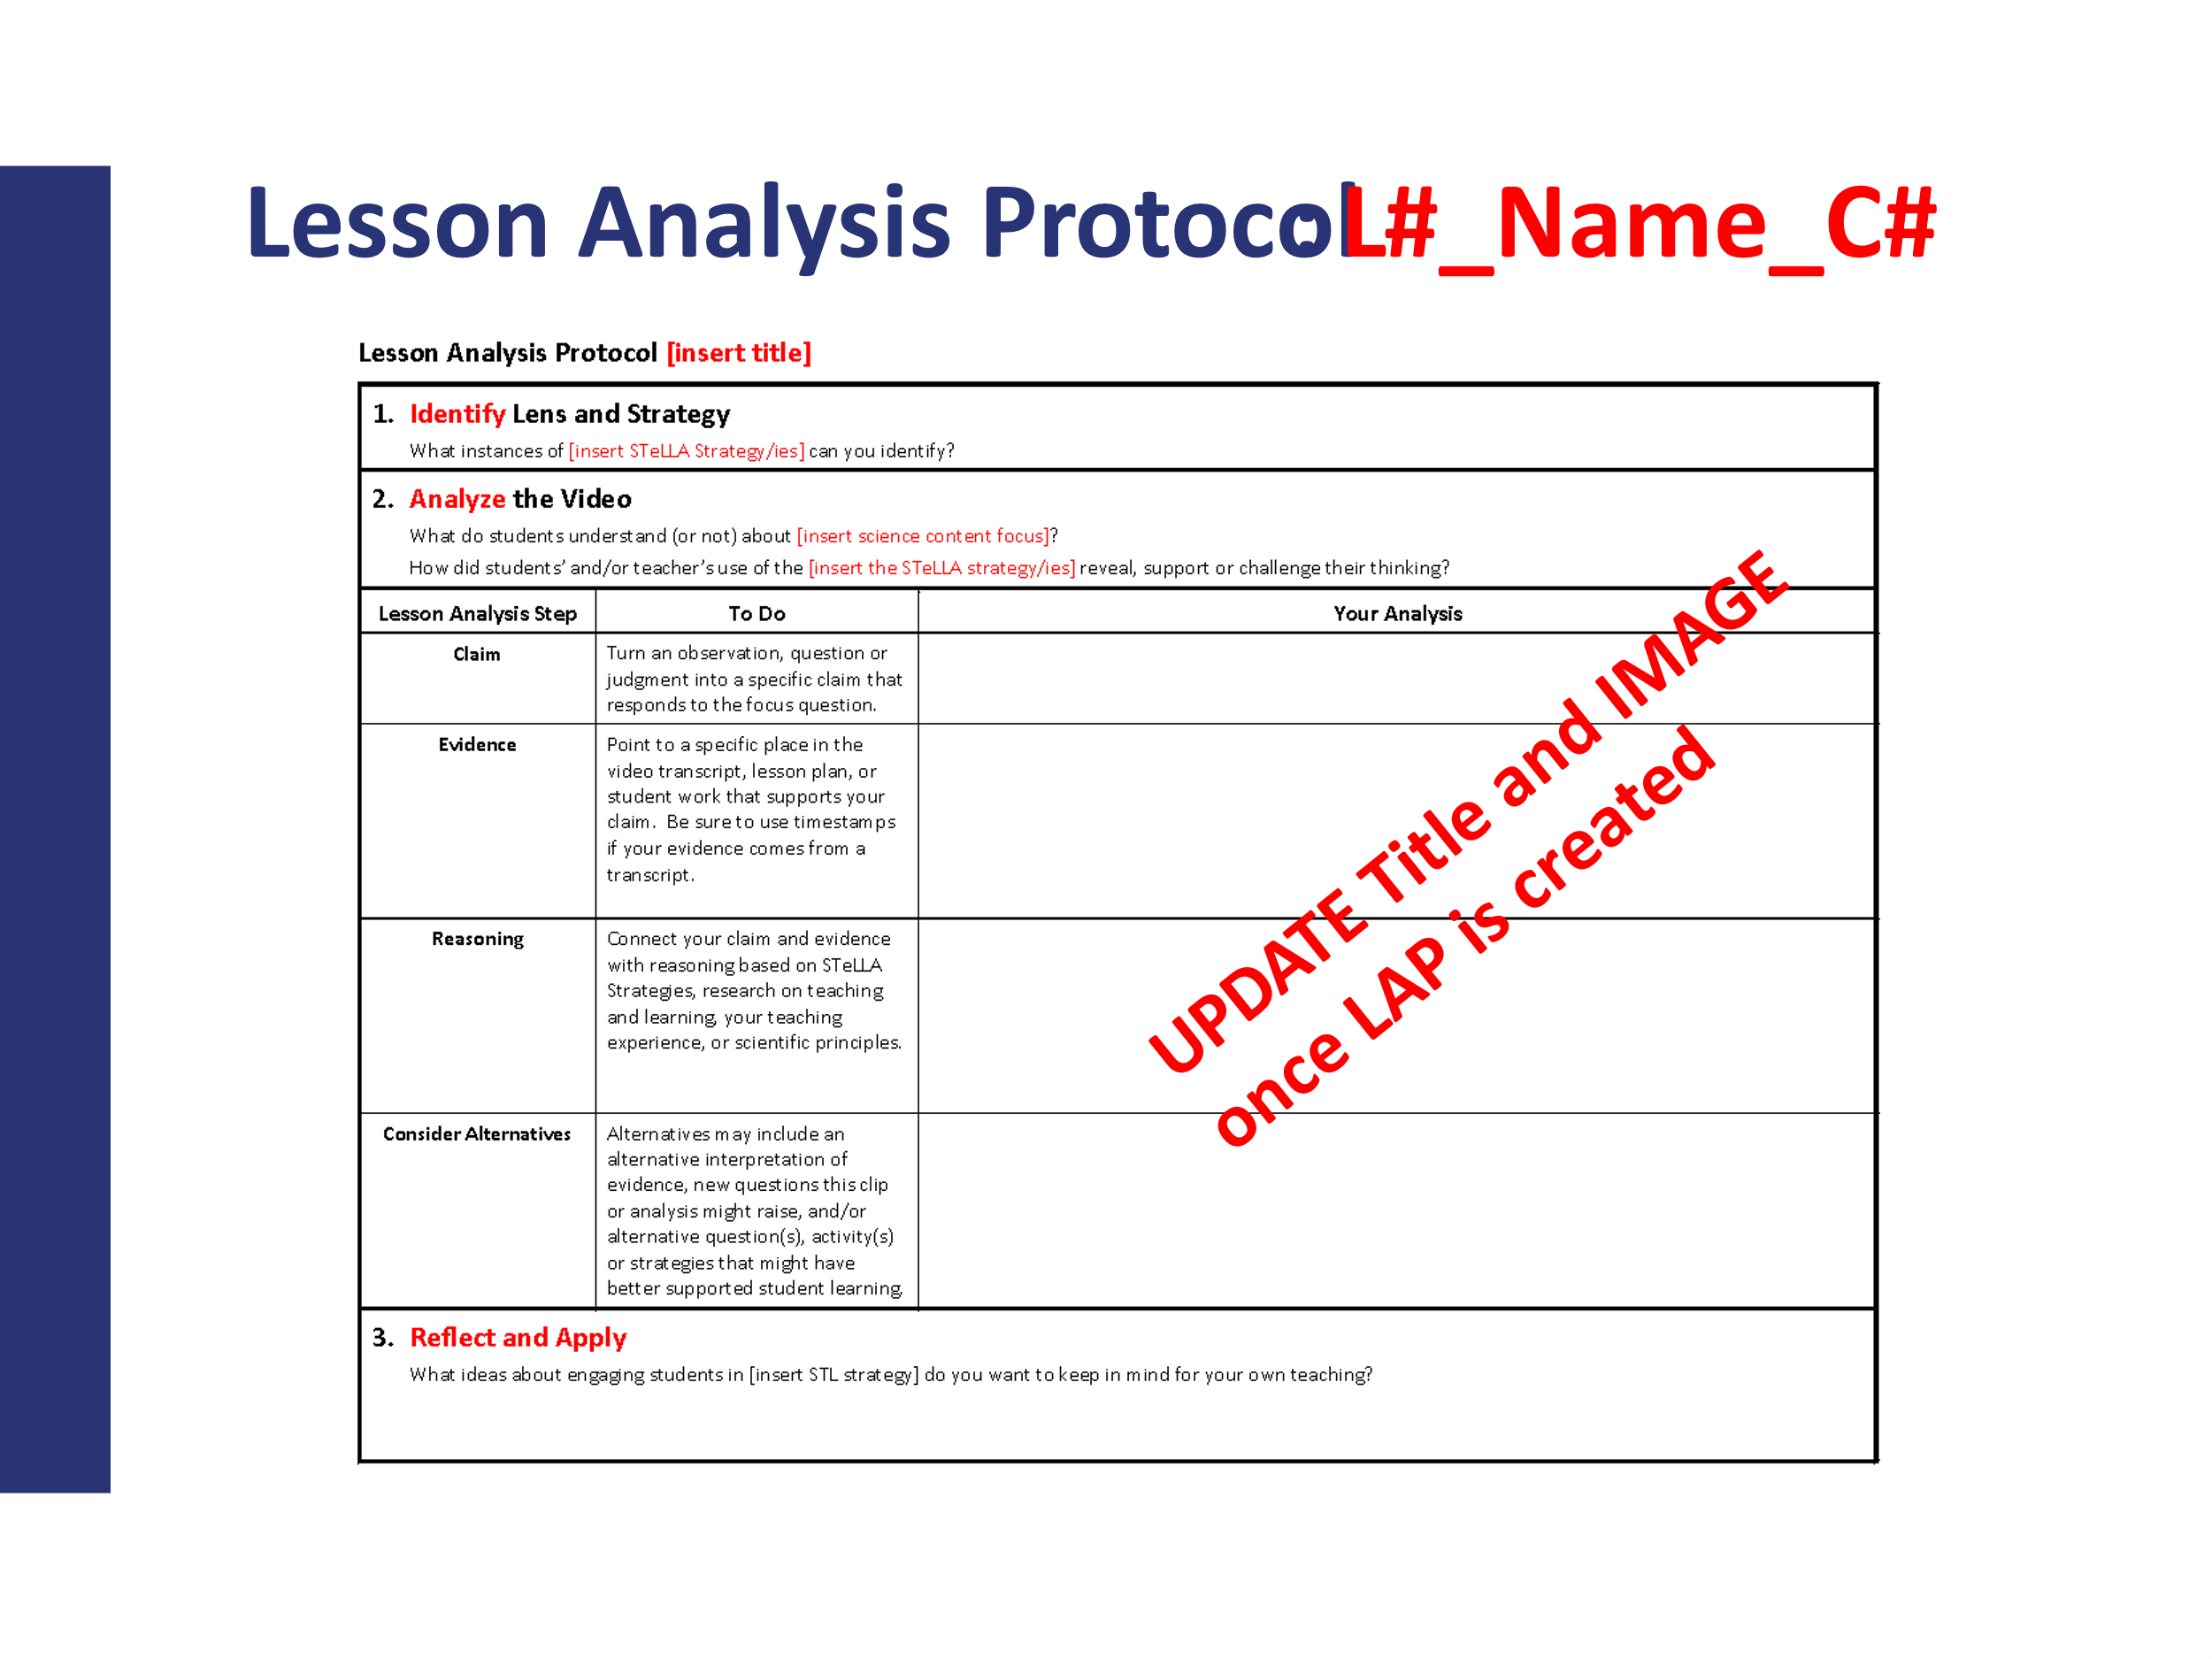 Lesson Analysis Protocol: L#_Name_C#
Lesson Analysis Protocol [insert title]
1. Identify Lens and Strategy
What instances of [insert STeLLA Strategy/ies] can you identify?
2. Analyze the Video
What do students understand (or not) about [insert science content focus]?
How did students’ and/or teacher’s use of the [insert the STeLLA strategy/ies] reveal, support or challenge their thinking?
Lesson Analysis Step To Do Your Analysis
Claim
Turn an observation, question or
judgment into a specific claim that
responds to the focus question.
Evidence
Point to a specific place in the
video transcript, lesson plan, or
student work that supports your
claim. Be sure to use timestamps
if your evidence comes from a
transcript.
Reasoning
Connect your claim and evidence
with reasoning based on STeLLA
Strategies, research on teaching
and learning, your teaching
experience, or scientific principles.
Consider Alternatives
Alternatives may include an
alternative interpretation of
evidence, new questions this clip
or analysis might raise, and/or
alternative question(s), activity(s)
or strategies that might have
better supported student learning.
3. Reflect and Apply
What ideas about engaging students in [insert STL strategy] do you want to keep in mind for your own teaching?
UPDATE Title and IMAGE
once LAP is created